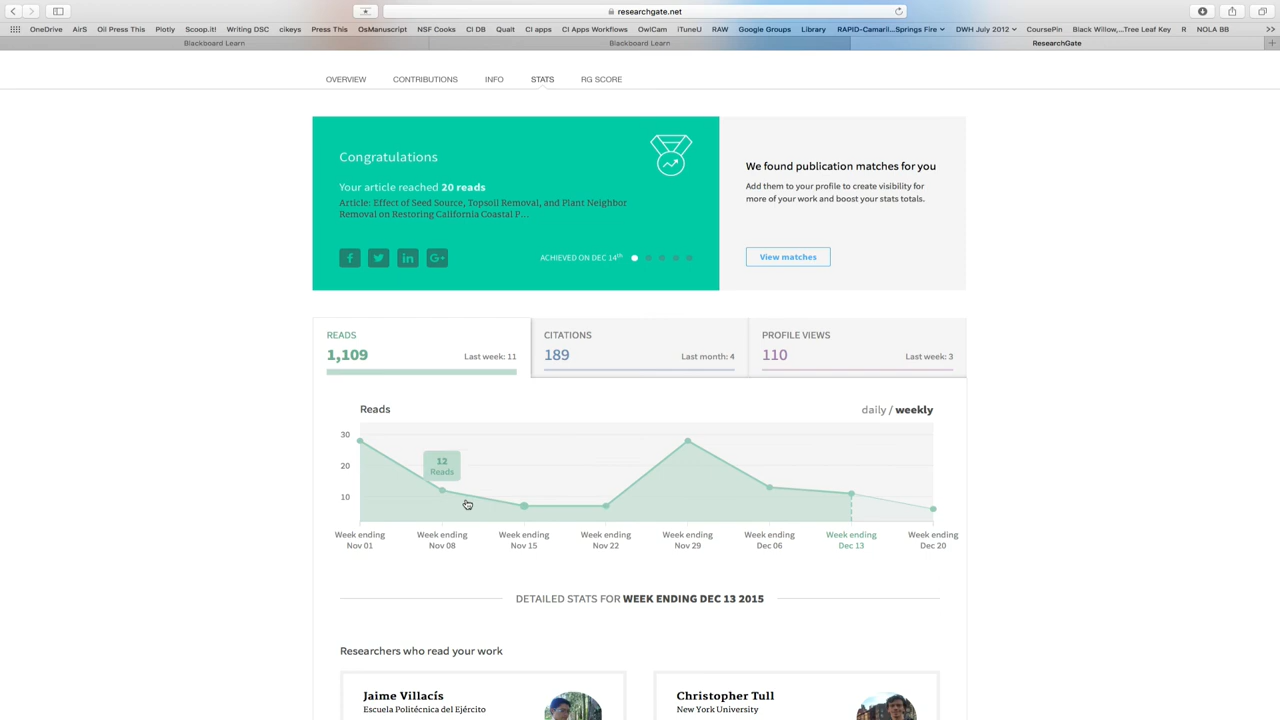 researchgate.net
OneDrive AirS Oil Press This Plotly Scoop.it! Writing DSC cikeys Press This OsManuscript NSF Cooks CI DB Qualt CI apps CI Apps Workflows OwlCam iTuneU RAW Google Groups Library RAPID-Camaril...Springs Fire DWH July 2012 CoursePin Black Willow,...Tree Leaf Key R NOLA BB
Blackboard Learn Blackboard Learn ResearchGate
OVERVIEW CONTRIBUTIONS INFO STATS RG SCORE
Congratulations
Your article reached 20 reads
Article: Effect of Seed Source, Topsoil Removal, and Plant Neighbor
Removal on Restoring California Coastal P...
f in G+
ACHIEVED ON DEC 14th
We found publication matches for you
Add them to your profile to create visibility for
more of your work and boost your stats totals.
View matches
READS
1,109 Last week: 11
CITATIONS
189 Last month: 4
PROFILE VIEWS
110 Last week: 3
Reads daily / weekly
30
20
10
12
Reads
Week ending
Nov 01
Week ending
Nov 08
Week ending
Nov 15
Week ending
Nov 22
Week ending
Nov 29
Week ending
Dec 06
Week ending
Dec 13
Week ending
Dec 20
DETAILED STATS FOR WEEK ENDING DEC 13 2015
Researchers who read your work
Jaime Villacís
Escuela Politécnica del Ejército
Christopher Tull
New York University